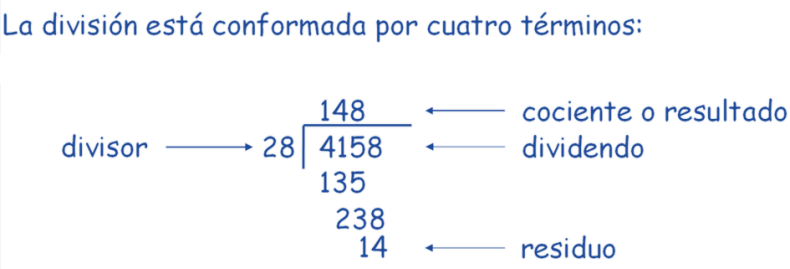 La división está conformada por cuatro términos:
148 cociente o resultado
divisor 28 4158 dividendo
135
238
14 residuo